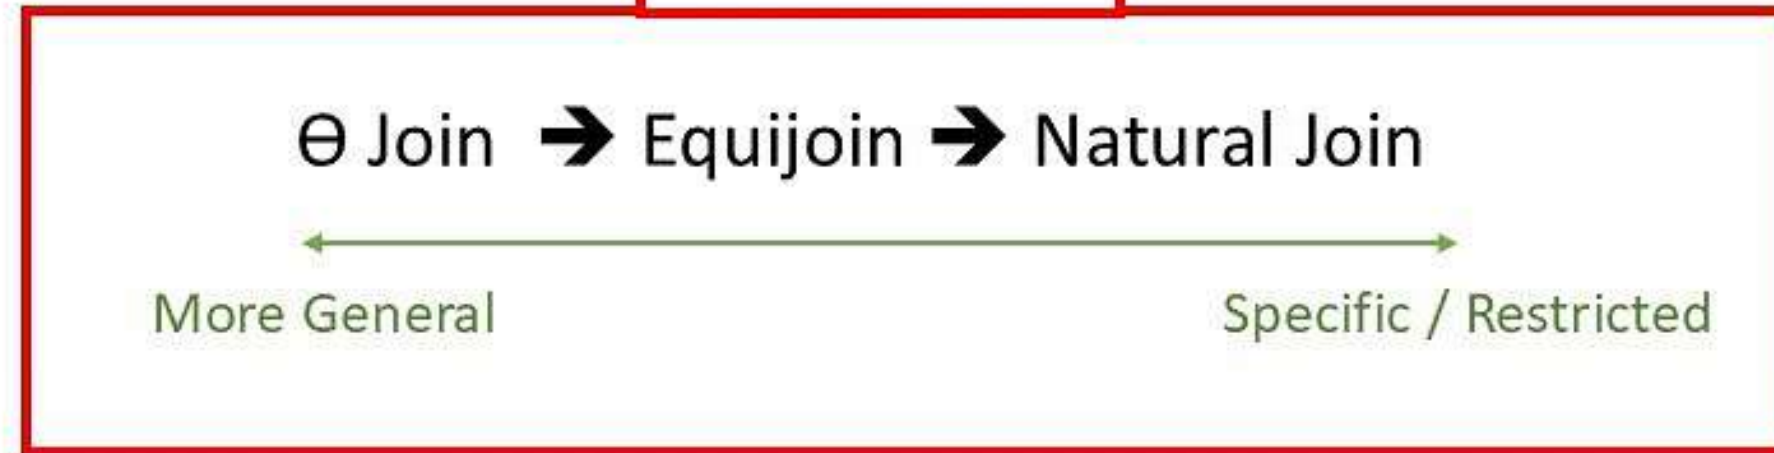 Ө Join ➔ Equijoin ➔ Natural Join
More General Specific / Restricted